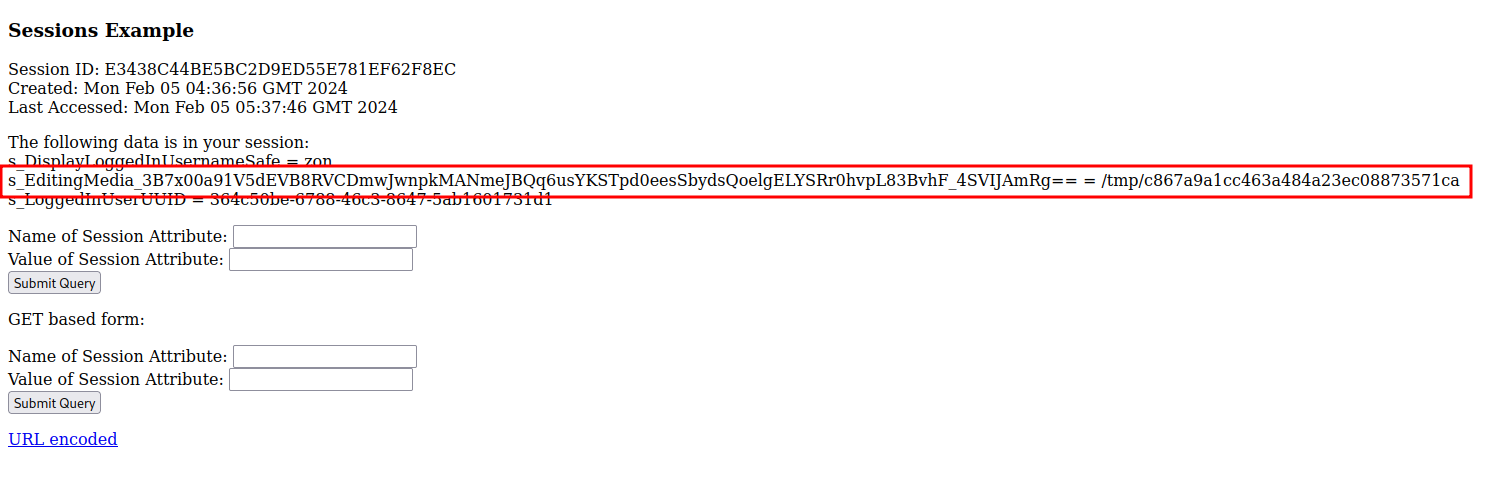 Sessions Example
Session ID: E3438C44BE5BC2D9ED55E781EF62F8EC
Created: Mon Feb 05 04:36:56 GMT 2024
Last Accessed: Mon Feb 05 05:37:46 GMT 2024
The following data is in your session:
s_DisplayLoggedInUsernameSafe = zon
s_EditingMedia_3B7x00a91V5dEVB8RVCDmwJwnpkMANmeJBQq6usYKSTpd0eesSbydsQoelgELYSRr0hvpL83BvhF_4SVIJAmRg== = /tmp/c867a9a1cc463a484a23ec08873571ca
s_LoggedInUserUUID = 364c50be-6788-46c3-8647-5ab1601731d1
Name of Session Attribute:
Value of Session Attribute:
Submit Query
GET based form:
Name of Session Attribute:
Value of Session Attribute:
Submit Query
URL encoded